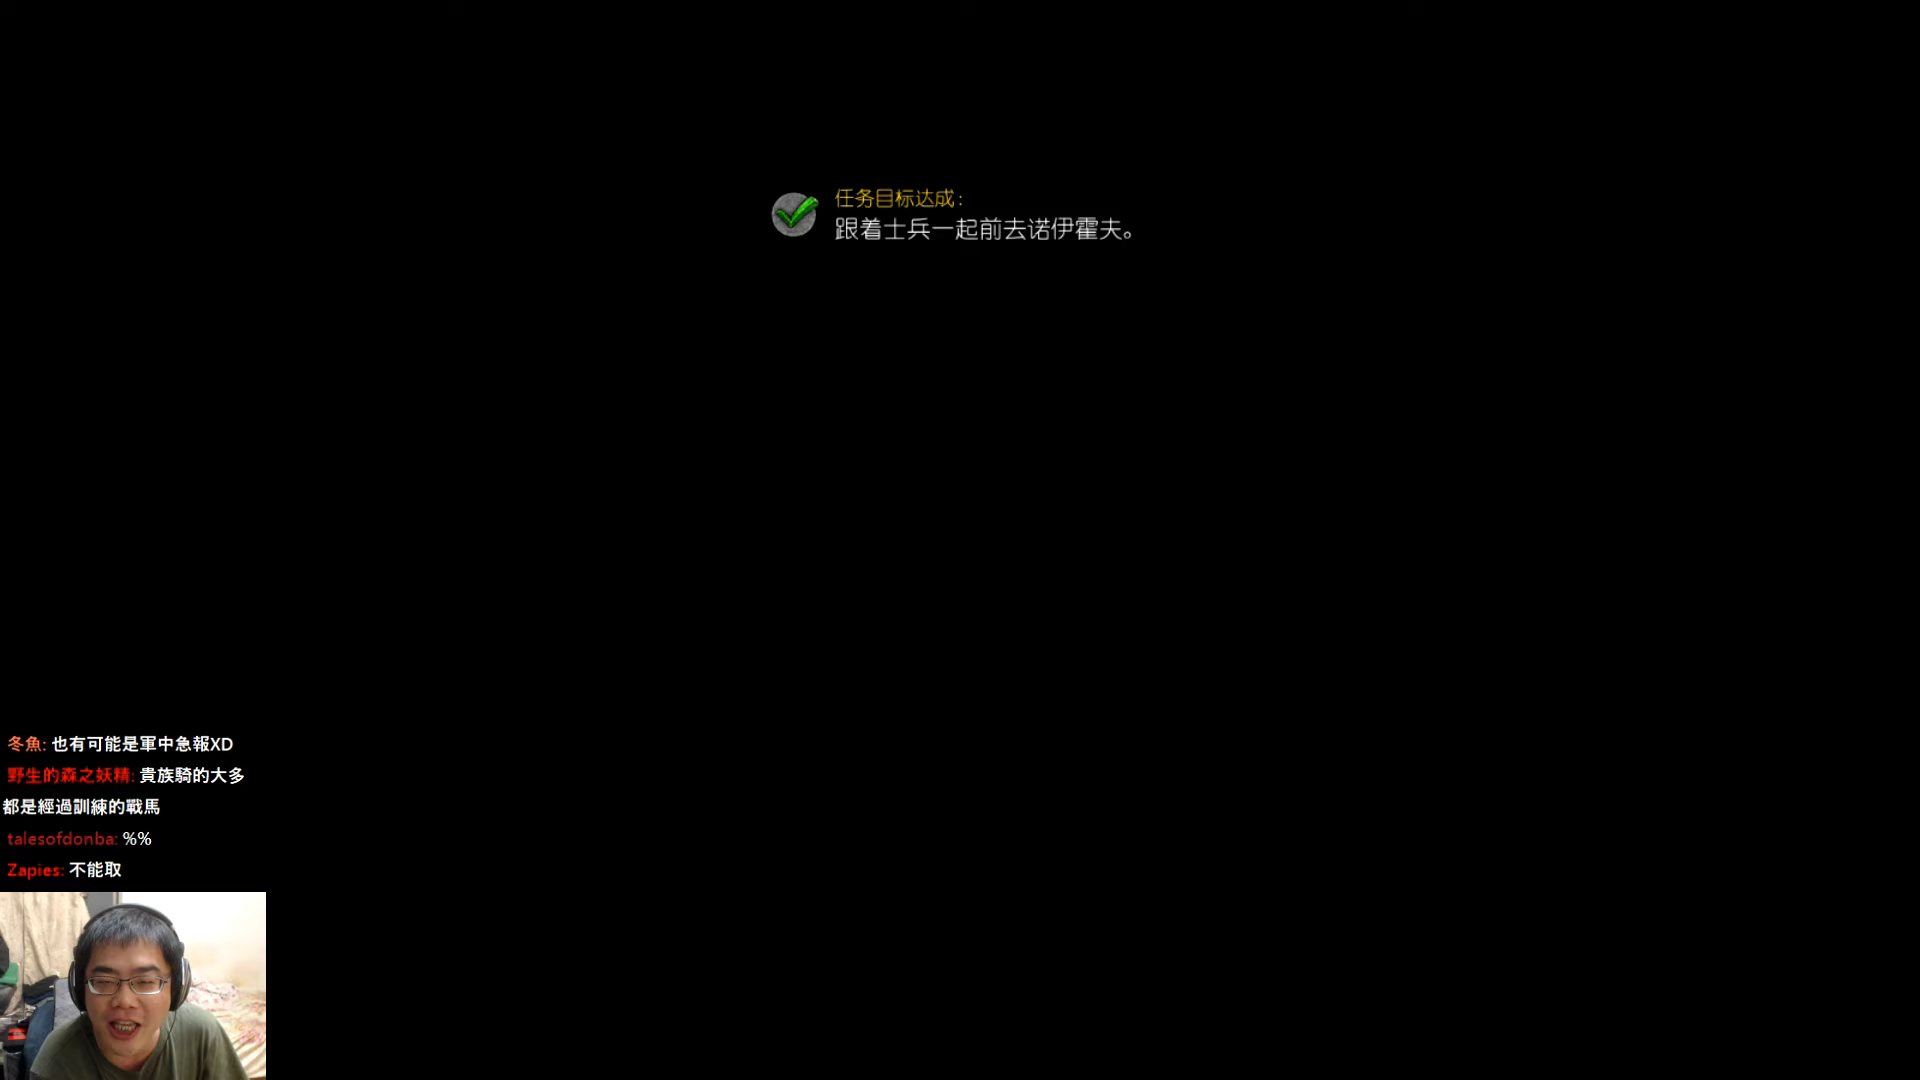 任务目标达成:
跟着士兵一起前去诺伊霍夫。
冬魚: 也有可能是軍中急報XD
野生的森之妖精: 貴族騎的大多
都是經過訓練的戰馬
talesofdonba: %%
Zapies: 不能取